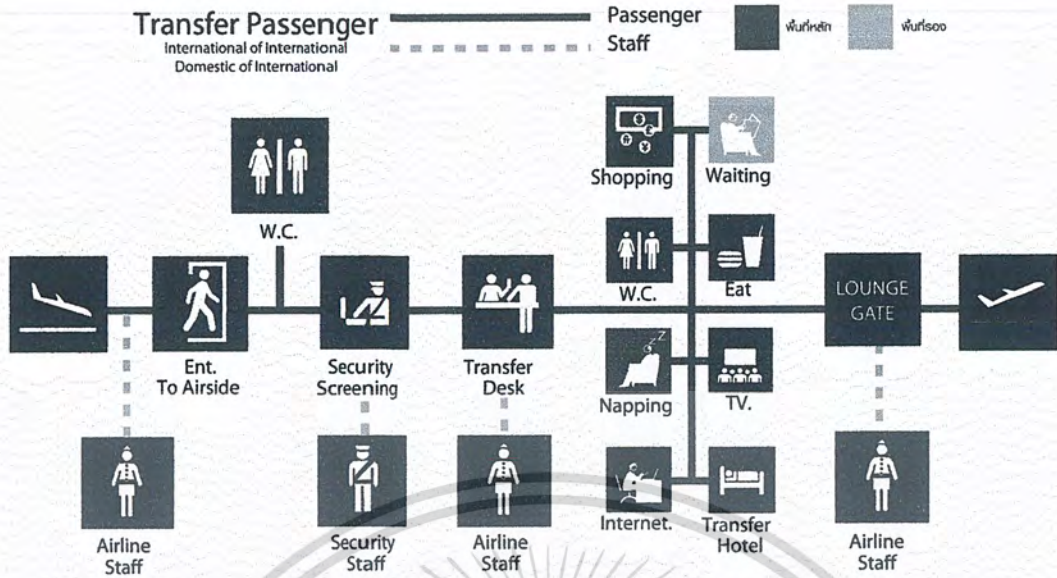 Transfer Passenger
International of International
Domestic of International
Passenger
Staff
พื้นที่หลัก
พื้นที่รอง
W.C.
Shopping
Waiting
W.C.
Eat
LOUNGE
GATE
Ent.
To Airside
Security
Screening
Transfer
Desk
Napping
TV.
Internet.
Transfer
Hotel
Airline
Staff
Security
Staff
Airline
Staff
Airline
Staff